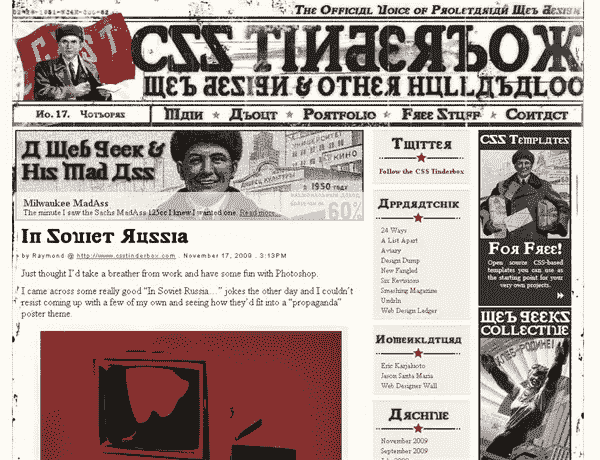 The Official Voice of Proletarian Web Design
CSS TINDERBOX
WEB DESIGN & OTHER HULLABALOO
No. 17. Чотороах
Main ★ About ★ Portfolio ★ Free Stuff ★ Contact
A Web Geek &
His Mad Ass
Milwaukee MadAss
The minute I saw the Sachs MadAss 125cc I knew I wanted one. Read more...
КИНО
1950 году
60%
In Soviet Russia
by Raymond @ http://www.csstinderbox.com . November 17, 2009 . 3:13PM
Just thought I'd take a breather from work and have some fun with Photoshop.
I came across some really good "In Soviet Russia…" jokes the other day and I couldn't
resist coming up with a few of my own and seeing how they'd fit into a "propaganda"
poster theme.
Twitter
Follow the CSS Tinderbox
Apparatchik
24 Ways
A List Apart
Aviary
Design Dump
New Fangled
Six Revisions
Smashing Magazine
Undsin
Web Design Ledger
Nomenklatura
Eric Karjaluoto
Jason Santa Maria
Web Designer Wall
Archive
November 2009
September 2009
CSS Templates
For Free!
Open source CSS-based
templates you can use as
the starting point for your
very own projects.
Web Geeks
Collective